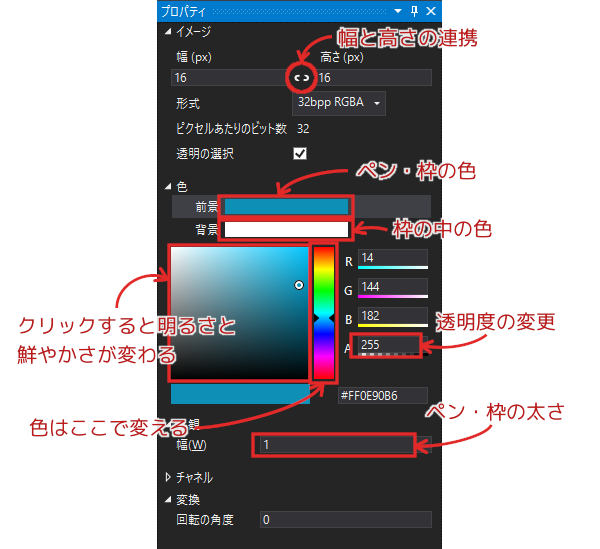 プロパティ
イメージ
幅と高さの連携
幅 (px)
高さ(px)
16
16
形式
32bpp RGBA
ピクセルあたりのビット数 32
透明の選択
ペン・枠の色
色
前景
背景
枠の中の色
R 14
G 144
B 182
A 255
透明度の変更
クリックすると明るさと
鮮やかさが変わる
#FF0E90B6
ペン・枠の太さ
色はここで変える
観
幅(W) 1
チャネル
変換
回転の角度 0